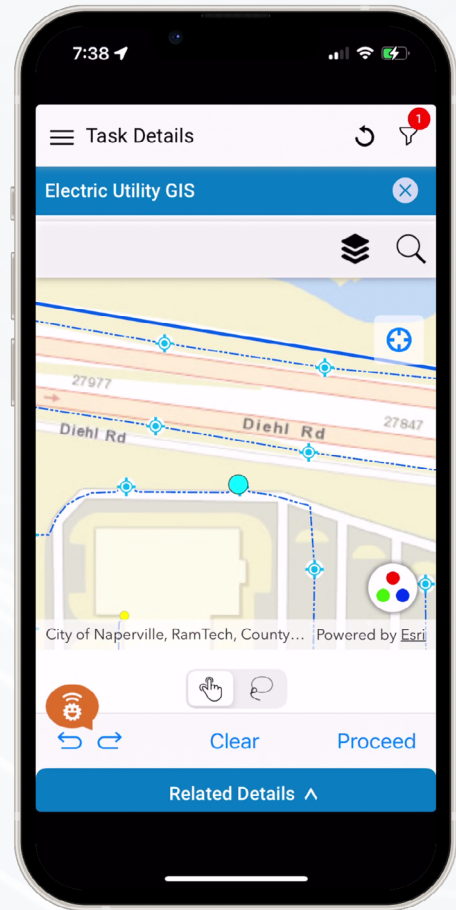 7:38
Task Details
1
Electric Utility GIS
27977
Diehl Rd
27847
Diehl Rd
City of Naperville, RamTech, County... Powered by Esri
Clear Proceed
Related Details